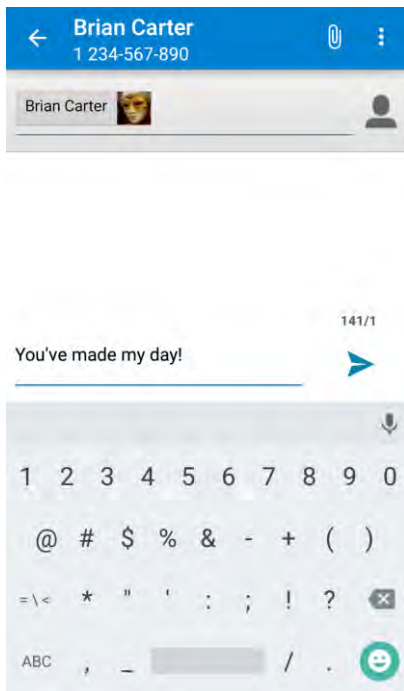 Brian Carter
1 234-567-890
Brian Carter
141/1
You've made my day!
1 2 3 4 5 6 7 8 9 0
@ # $ % & - + ( )
= \ < * " ' : ; ! ?
ABC , _ / .